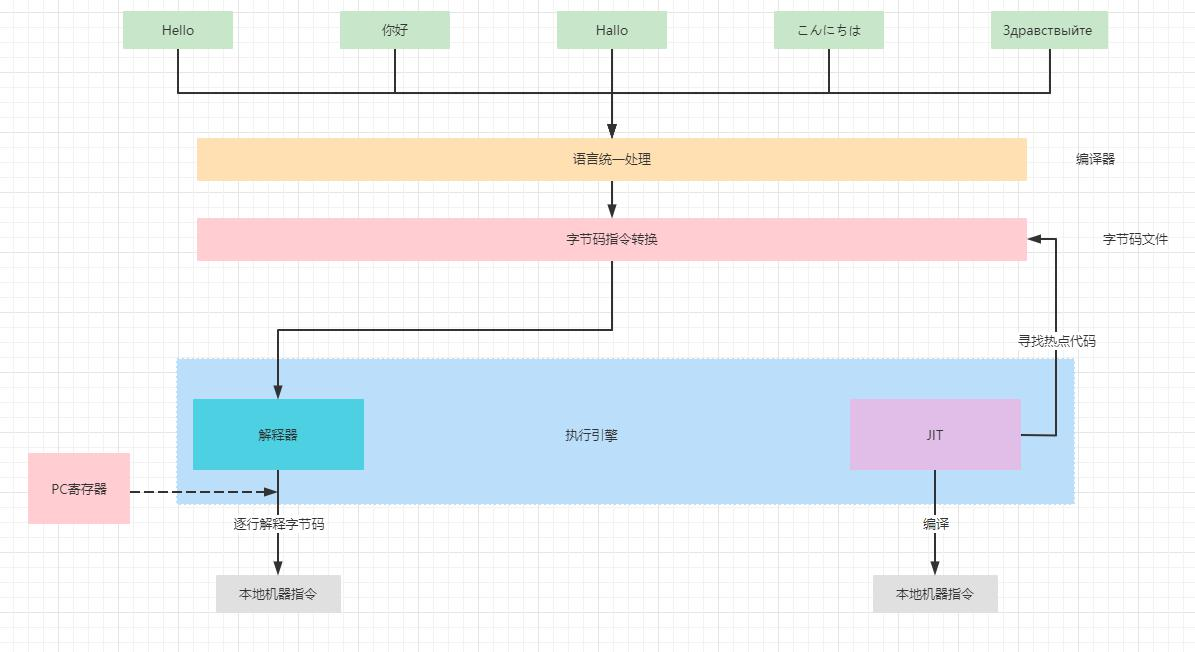 Hello
你好
Hallo
こんにちは
Здравствыйте
语言统一处理
编译器
字节码指令转换
字节码文件
寻找热点代码
解释器
执行引擎
JIT
PC寄存器
逐行解释字节码
编译
本地机器指令
本地机器指令